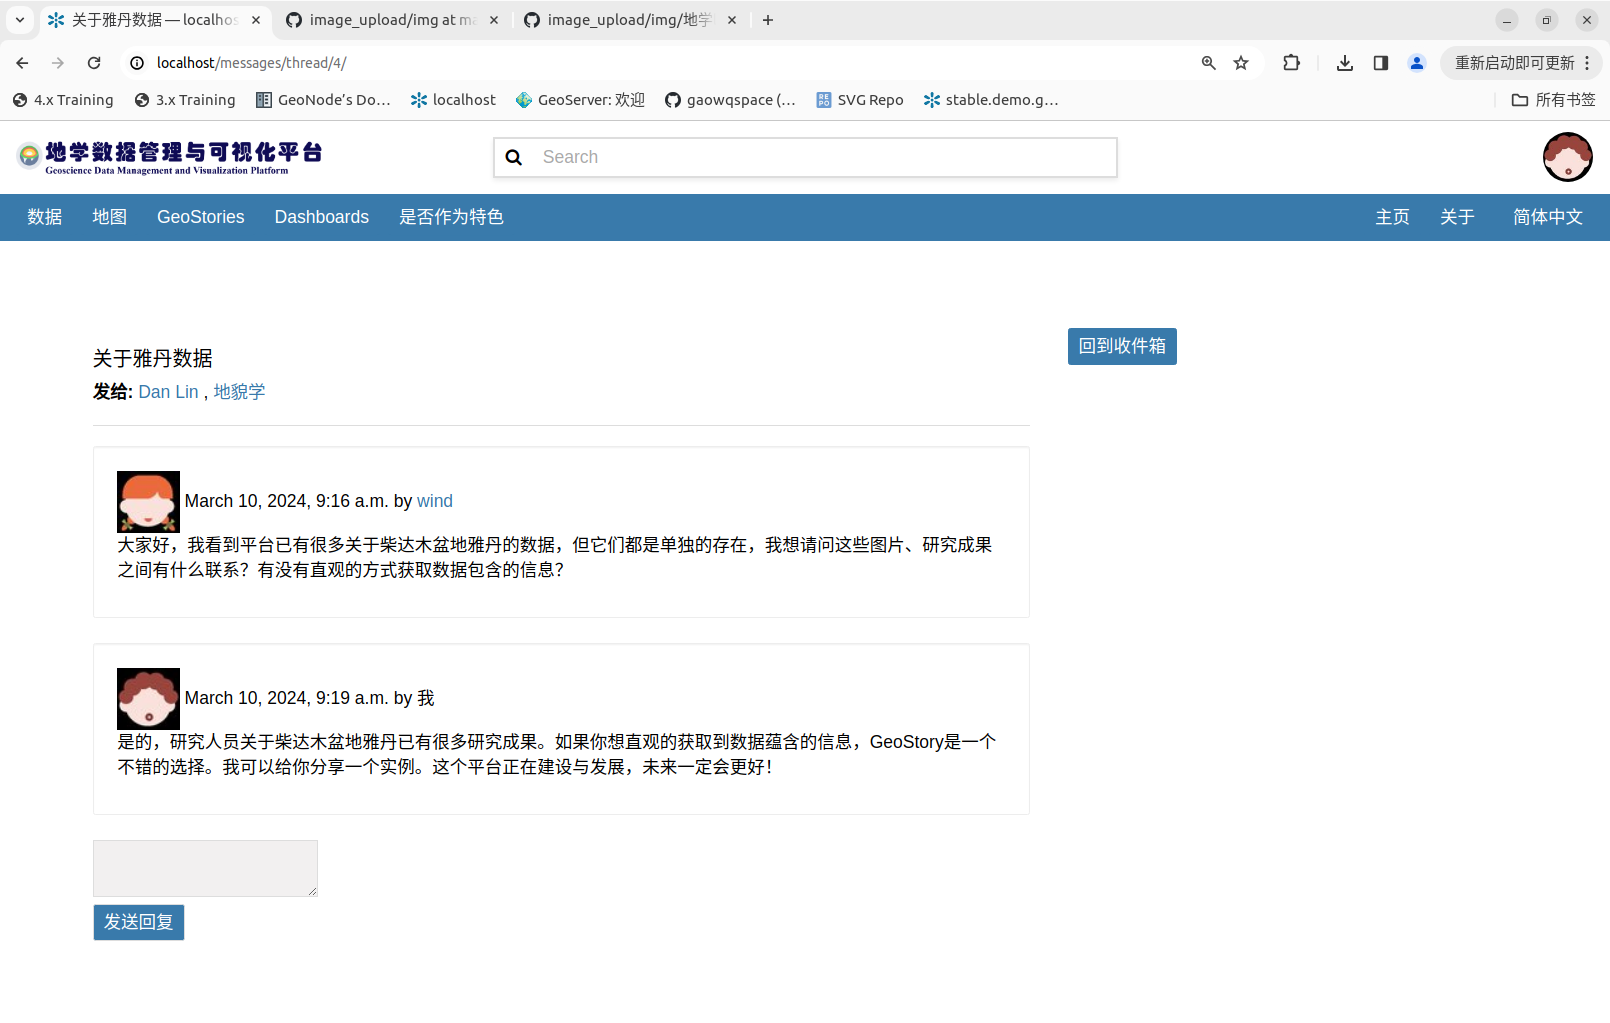 关于雅丹数据 — localhos
image_upload/img at ma
image_upload/img/地学
localhost/messages/thread/4/
重新启动即可更新
4.x Training
3.x Training
GeoNode’s Do…
localhost
GeoServer: 欢迎
gaowqspace (…
REPO
SVG Repo
stable.demo.g…
所有书签
地学数据管理与可视化平台
Geoscience Data Management and Visualization Platform
Search
数据
地图
GeoStories
Dashboards
是否作为特色
主页
关于
简体中文
回到收件箱
关于雅丹数据
发给: Dan Lin , 地貌学
March 10, 2024, 9:16 a.m. by wind
大家好，我看到平台已有很多关于柴达木盆地雅丹的数据，但它们都是单独的存在，我想请问这些图片、研究成果
之间有什么联系？有没有直观的方式获取数据包含的信息？
March 10, 2024, 9:19 a.m. by 我
是的，研究人员关于柴达木盆地雅丹已有很多研究成果。如果你想直观的获取到数据蕴含的信息，GeoStory是一个
不错的选择。我可以给你分享一个实例。这个平台正在建设与发展，未来一定会更好！
发送回复